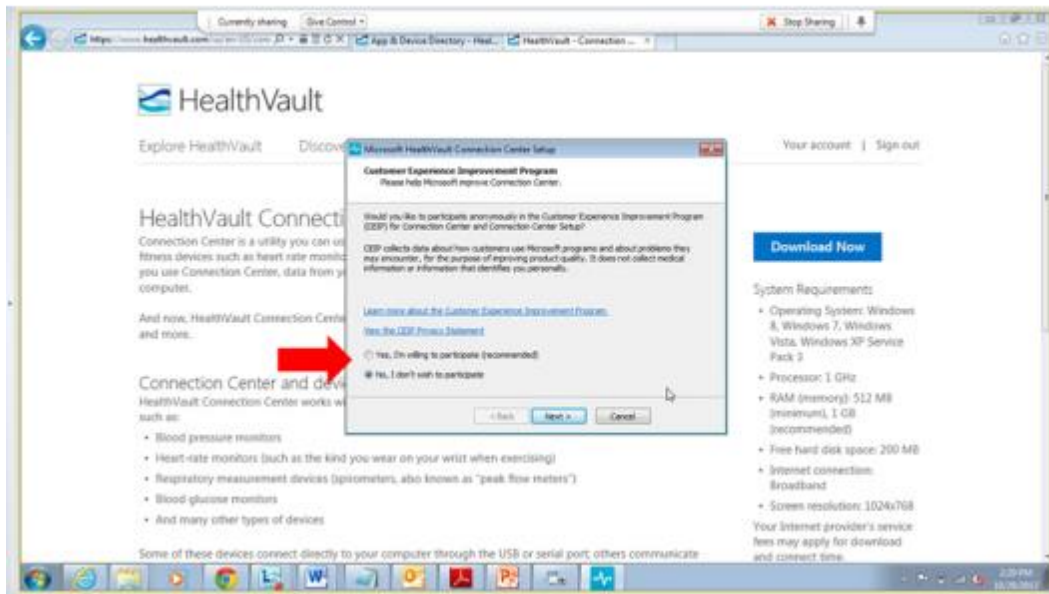 Currently sharing
Give Control
Stop Sharing
https
App & Device Directory - Heal...
HealthVault - Connection ...
HealthVault
Explore HealthVault
Discove
Your account | Sign out
Microsoft HealthVault Connection Center Setup
Customer Experience Improvement Program
Please help Microsoft improve Connection Center.
Would you like to participate anonymously in the Customer Experience Improvement Program
(CEIP) for Connection Center and Connection Center Setup?
CEIP collects data about how customers use Microsoft programs and about problems they
may encounter, for the purpose of improving product quality. It does not collect medical
information or information that identifies you personally.
Learn more about the Customer Experience Improvement Program.
View the CEIP Privacy Statement
Yes, I'm willing to participate (recommended)
No, I don't wish to participate
< Back
Next >
Cancel
HealthVault Connecti
Connection Center is a utility you can us
fitness devices such as heart rate monito
you use Connection Center, data from y
computer.
And now, HealthVault Connection Cente
and more.
Connection Center and devi
HealthVault Connection Center works wi
such as:
• Blood pressure monitors
• Heart-rate monitors (such as the kind you wear on your wrist when exercising)
• Respiratory measurement devices (spirometers, also known as "peak flow meters")
• Blood glucose monitors
• And many other types of devices
Some of these devices connect directly to your computer through the USB or serial port; others communicate
Download Now
System Requirements
• Operating System: Windows
8, Windows 7, Windows
Vista, Windows XP Service
Pack 3
• Processor: 1 GHz
• RAM (memory): 512 MB
(minimum), 1 GB
(recommended)
• Free hard disk space: 200 MB
• Internet connection:
Broadband
• Screen resolution: 1024x768
Your Internet provider's service
fees may apply for download
and connect time.
2:29 PM